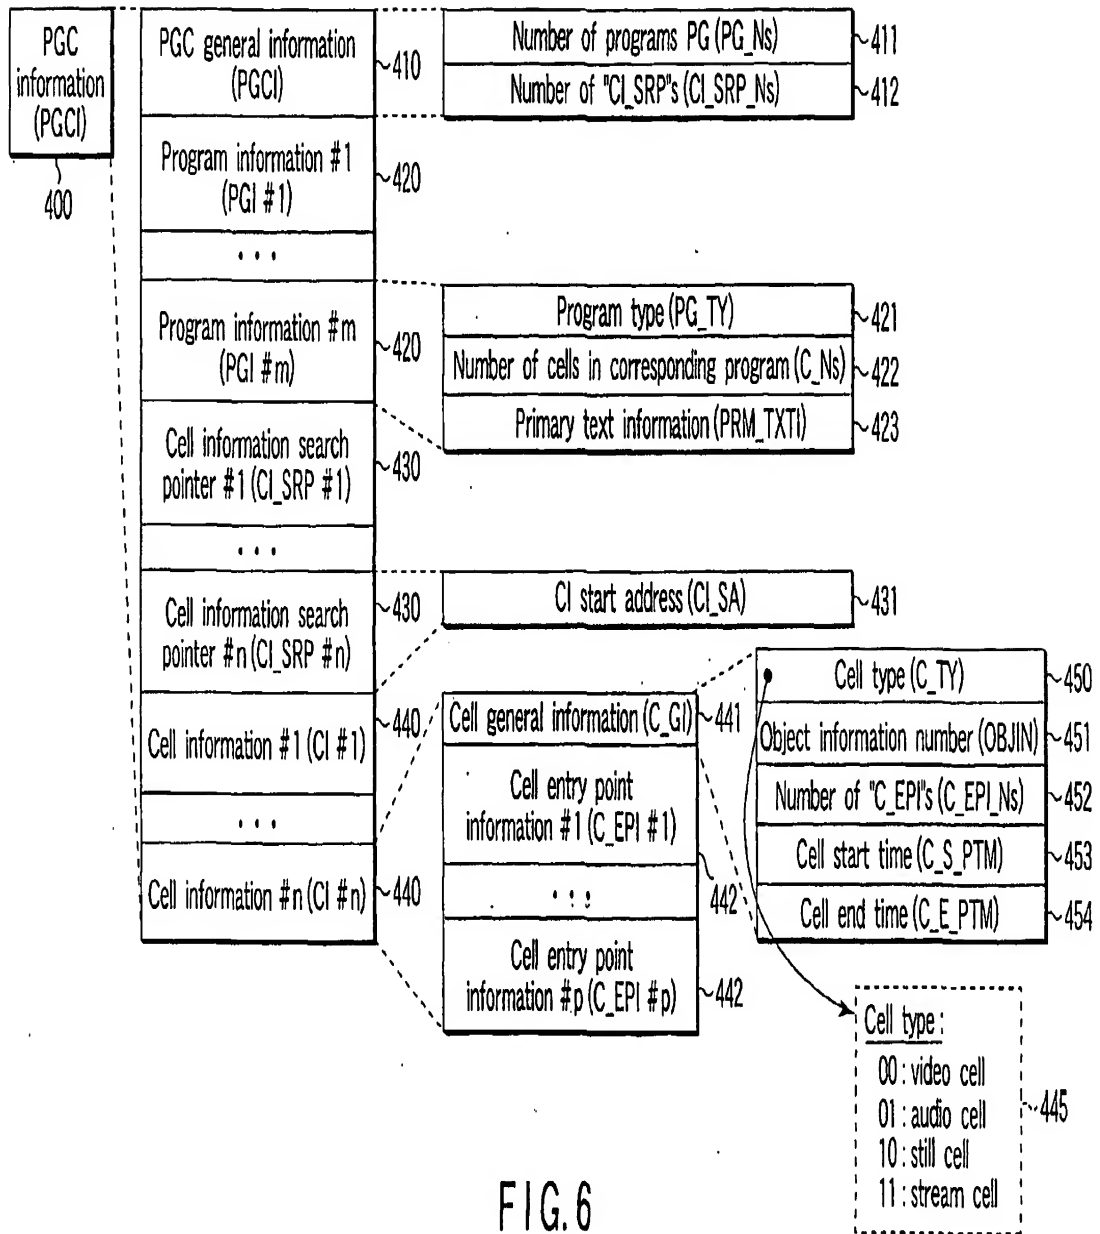 PGC
information
(PGCI)
400
PGC general information
(PGCI)
410
Number of programs PG (PG_Ns)
411
Number of "CI_SRP"s (CI_SRP_Ns)
412
Program information #1
(PGI #1)
420
• • •
Program information #m
(PGI #m)
420
Program type (PG_TY)
421
Number of cells in corresponding program (C_Ns)
422
Primary text information (PRM_TXTI)
423
Cell information search
pointer #1 (CI_SRP #1)
430
• • •
Cell information search
pointer #n (CI_SRP #n)
430
CI start address (CI_SA)
431
Cell information #1 (CI #1)
440
• • •
Cell information #n (CI #n)
440
Cell general information (C_GI)
441
Cell entry point
information #1 (C_EPI #1)
442
• • •
Cell entry point
information #p (C_EPI #p)
442
Cell type (C_TY)
450
Object information number (OBJIN)
451
Number of "C_EPI"s (C_EPI_Ns)
452
Cell start time (C_S_PTM)
453
Cell end time (C_E_PTM)
454
Cell type :
00 : video cell
01 : audio cell
10 : still cell
11 : stream cell
445
FIG. 6